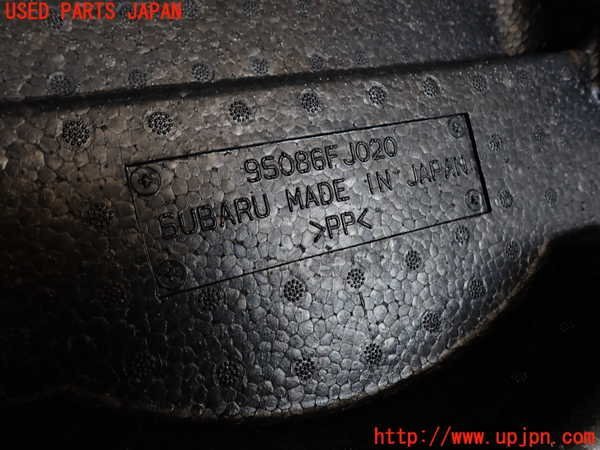 USED PARTS JAPAN
95086FJ020
SUBARU MADE IN JAPAN
>PP<
http://www.upjpn.com/